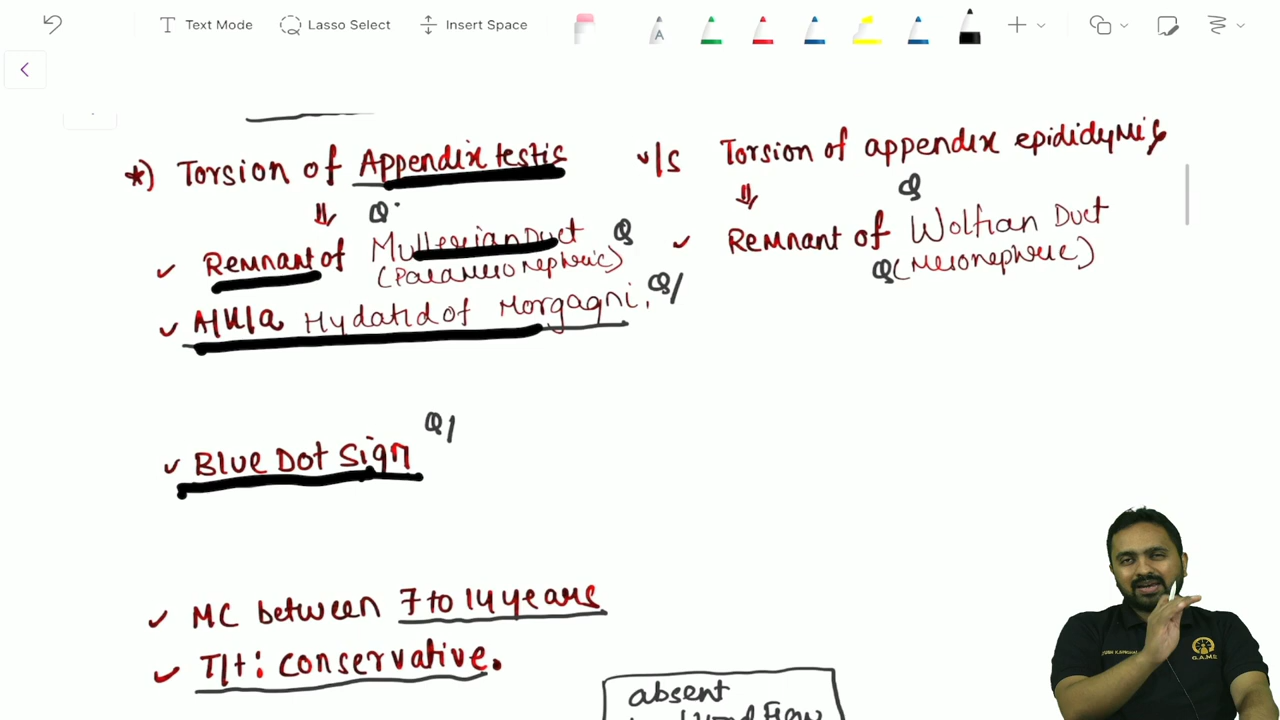 Text Mode Lasso Select Insert Space
*) Torsion of Appendix testis v/s Torsion of appendix epididymis
⇓ Q. ⇓ Q
✓ Remnant of Mullerian Duct Q ✓ Remnant of Wolfian Duct
(Paramesonephric) Q (Mesonephric)
✓ A/K/a Hydatid of Morgagni. Q/
✓ Blue Dot Sign Q/
✓ MC between 7 to 14 years
✓ T/t: conservative.
absent
G.A.M.S